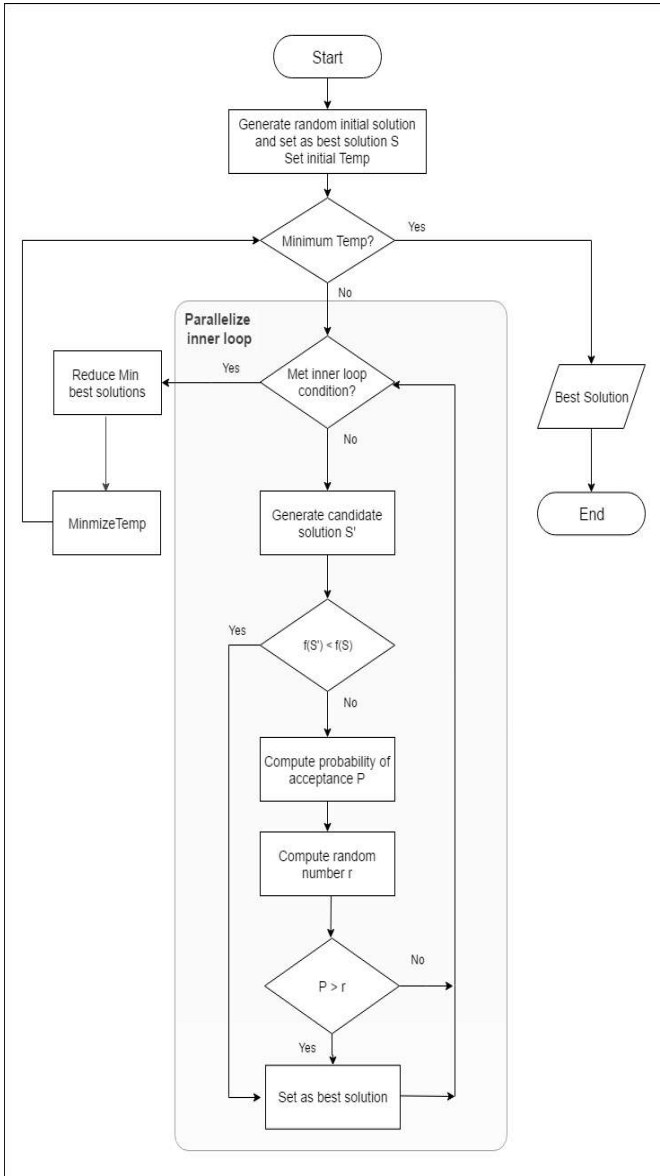 Start
Generate random initial solution
and set as best solution S
Set initial Temp
Minimum Temp?
Yes
No
Parallelize
inner loop
Met inner loop
condition?
Yes
Reduce Min
best solutions
MinmizeTemp
Best Solution
End
No
Generate candidate
solution S'
f(S') < f(S)
Yes
No
Compute probability of
acceptance P
Compute random
number r
P > r
No
Yes
Set as best solution